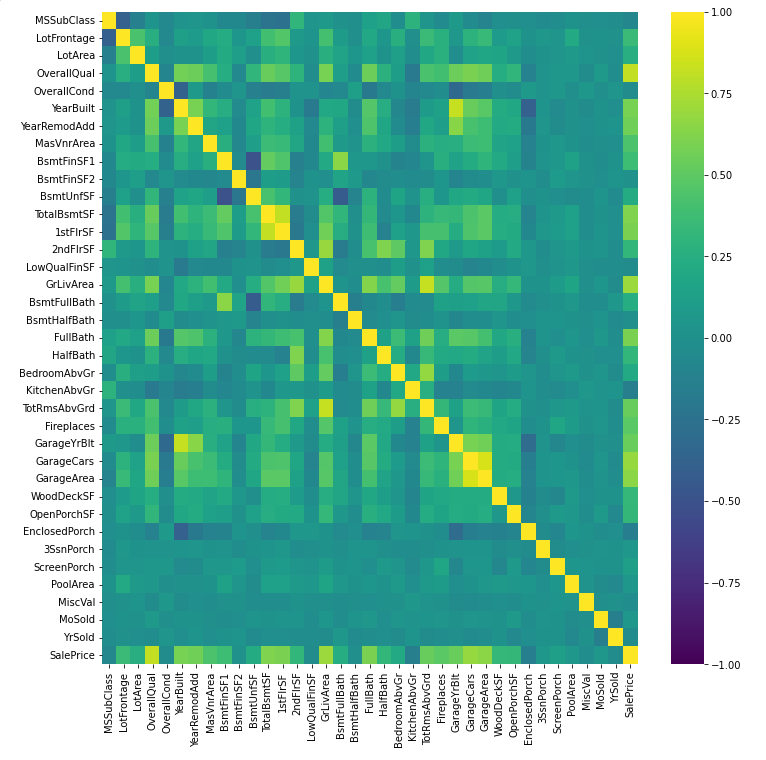 MSSubClass
LotFrontage
LotArea
OverallQual
OverallCond
YearBuilt
YearRemodAdd
MasVnrArea
BsmtFinSF1
BsmtFinSF2
BsmtUnfSF
TotalBsmtSF
1stFlrSF
2ndFlrSF
LowQualFinSF
GrLivArea
BsmtFullBath
BsmtHalfBath
FullBath
HalfBath
BedroomAbvGr
KitchenAbvGr
TotRmsAbvGrd
Fireplaces
GarageYrBlt
GarageCars
GarageArea
WoodDeckSF
OpenPorchSF
EnclosedPorch
3SsnPorch
ScreenPorch
PoolArea
MiscVal
MoSold
YrSold
SalePrice
MSSubClass
LotFrontage
LotArea
OverallQual
OverallCond
YearBuilt
YearRemodAdd
MasVnrArea
BsmtFinSF1
BsmtFinSF2
BsmtUnfSF
TotalBsmtSF
1stFlrSF
2ndFlrSF
LowQualFinSF
GrLivArea
BsmtFullBath
BsmtHalfBath
FullBath
HalfBath
BedroomAbvGr
KitchenAbvGr
TotRmsAbvGrd
Fireplaces
GarageYrBlt
GarageCars
GarageArea
WoodDeckSF
OpenPorchSF
EnclosedPorch
3SsnPorch
ScreenPorch
PoolArea
MiscVal
MoSold
YrSold
SalePrice
1.00
0.75
0.50
0.25
0.00
−0.25
−0.50
−0.75
−1.00